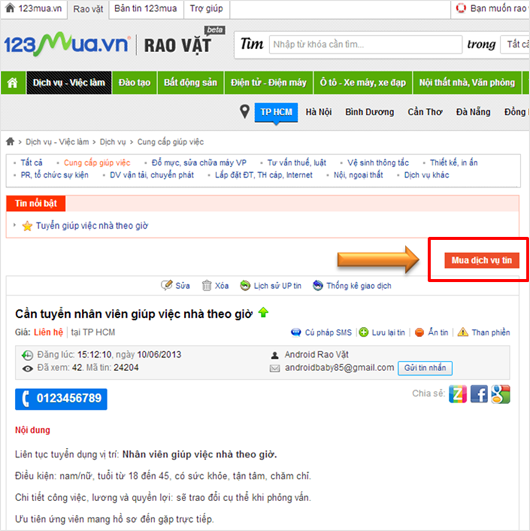 123mua.vn Rao vặt Bản tin 123mua Trợ giúp Bạn muốn rao
123mua.vn RAO VẶT beta Tìm Nhập từ khóa cần tìm... trong Tất cả
Dịch vụ - Việc làm Đào tạo Bất động sản Điện tử - Điện máy Ô tô - Xe máy, xe đạp Nội thất nhà, Văn phòng
TP HCM Hà Nội Bình Dương Cần Thơ Đà Nẵng Đồng
Dịch vụ - Việc làm > Dịch vụ > Cung cấp giúp việc
Tất cả Cung cấp giúp việc Đổ mực, sửa chữa máy VP Tư vấn thuế, luật Vệ sinh thông tắc Thiết kế, in ấn
PR, tổ chức sự kiện DV vận tải, chuyển phát Lắp đặt ĐT, TH cáp, Internet Nội, ngoại thất Dịch vụ khác
Tin nổi bật
Tuyển giúp việc nhà theo giờ
Mua dịch vụ tin
Sửa Xóa Lịch sử UP tin Thống kê giao dịch
Cần tuyển nhân viên giúp việc nhà theo giờ
Giá: Liên hệ | tại TP HCM Cú pháp SMS Lưu lại tin Ẩn tin Than phiền
Đăng lúc: 15:12:10, ngày 10/06/2013 Android Rao Vặt
Đã xem: 42. Mã tin: 24204 androidbaby85@gmail.com Gửi tin nhắn
0123456789 Chia sẻ:
Nội dung
Liên tục tuyển dụng vị trí: Nhân viên giúp việc nhà theo giờ.
Điều kiện: nam/nữ, tuổi từ 18 đến 45, có sức khỏe, tận tâm, chăm chỉ.
Chi tiết công việc, lương và quyền lợi: sẽ trao đổi cụ thể khi phỏng vấn.
Ưu tiên ứng viên mang hồ sơ đến gặp trực tiếp.